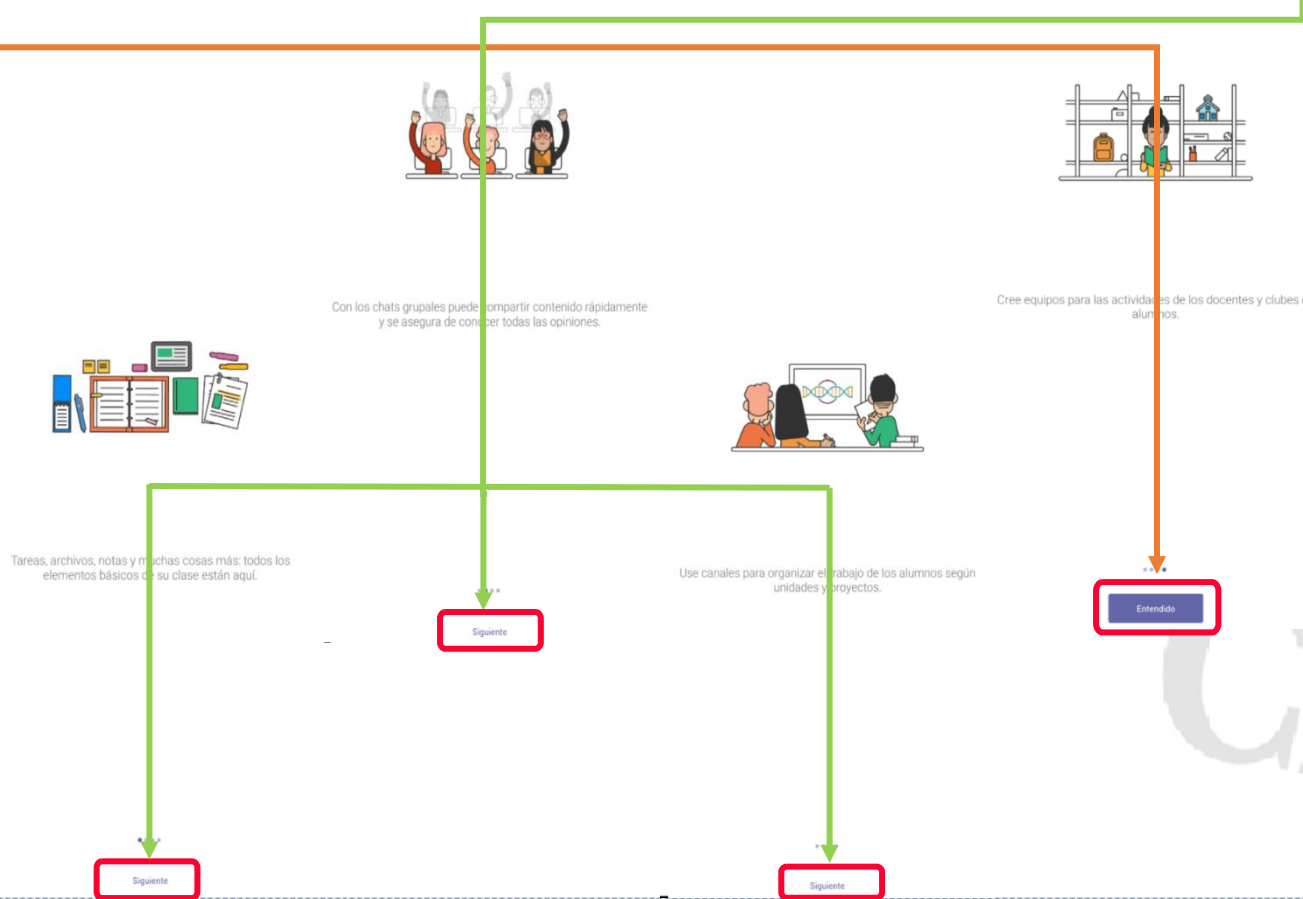 Tareas, archivos, notas y muchas cosas más: todos los
elementos básicos de su clase están aquí.
Siguiente
Con los chats grupales puede compartir contenido rápidamente
y se asegura de conocer todas las opiniones.
Siguiente
Use canales para organizar el trabajo de los alumnos según
unidades y proyectos.
Siguiente
Cree equipos para las actividades de los docentes y clubes
alumnos.
Entendido